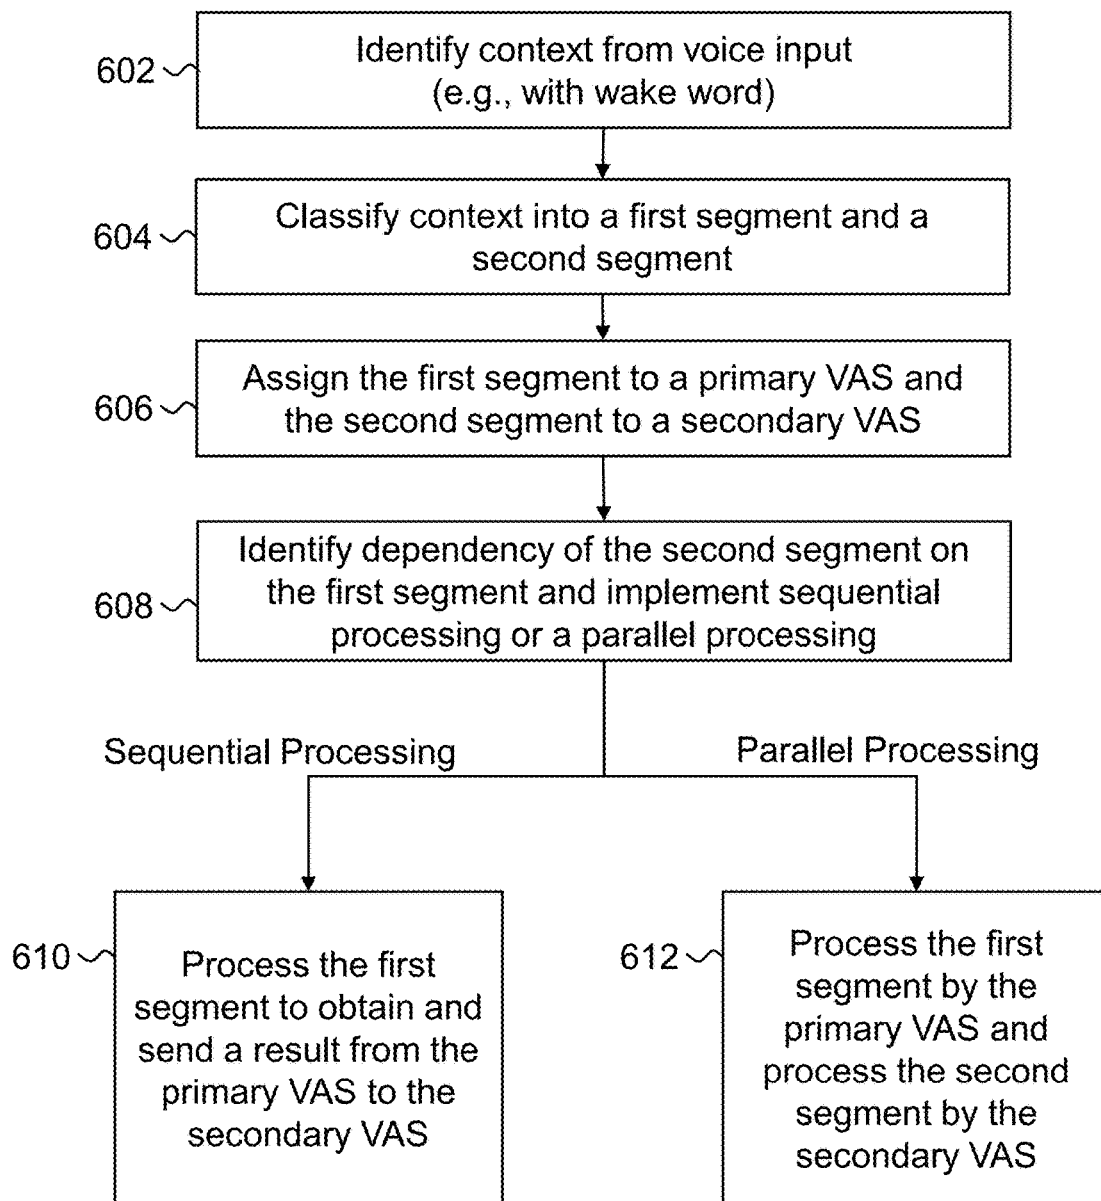 602
Identify context from voice input
(e.g., with wake word)
604
Classify context into a first segment and a
second segment
606
Assign the first segment to a primary VAS and
the second segment to a secondary VAS
608
Identify dependency of the second segment on
the first segment and implement sequential
processing or a parallel processing
Sequential Processing
Parallel Processing
610
Process the first
segment to obtain and
send a result from the
primary VAS to the
secondary VAS
612
Process the first
segment by the
primary VAS and
process the second
segment by the
secondary VAS